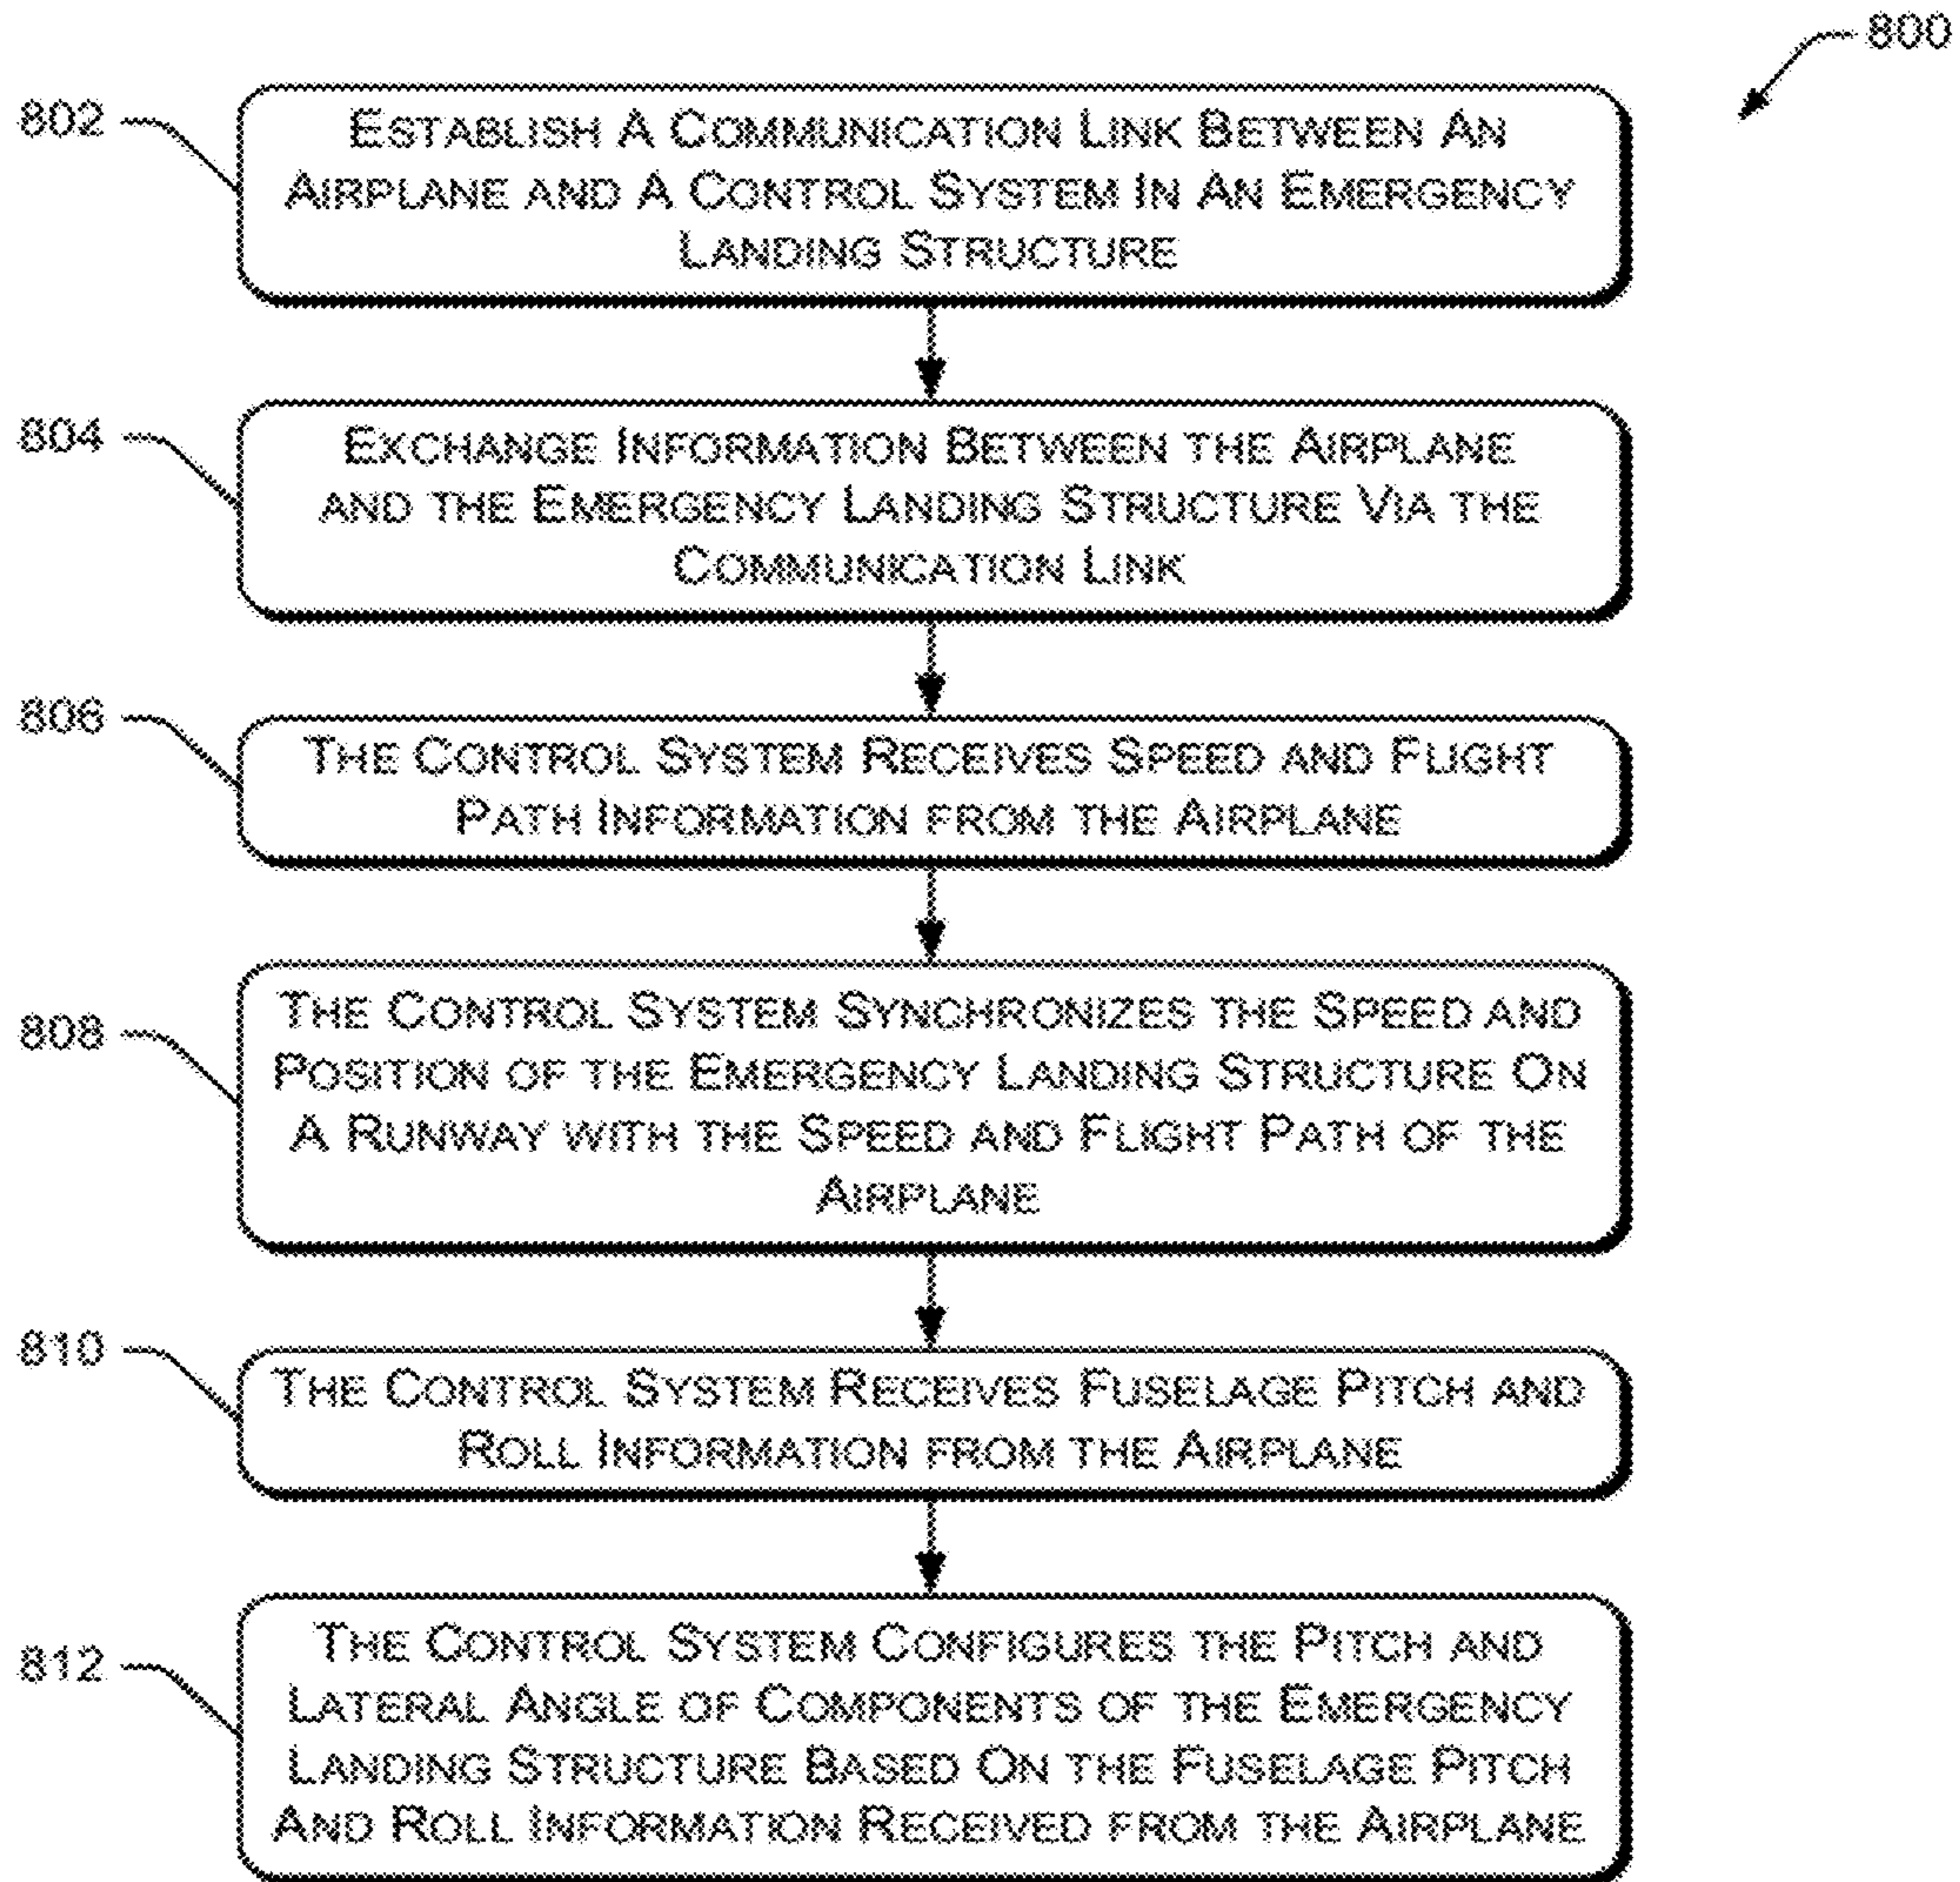 800
802
ESTABLISH A COMMUNICATION LINK BETWEEN AN
AIRPLANE AND A CONTROL SYSTEM IN AN EMERGENCY
LANDING STRUCTURE
804
EXCHANGE INFORMATION BETWEEN THE AIRPLANE
AND THE EMERGENCY LANDING STRUCTURE VIA THE
COMMUNICATION LINK
806
THE CONTROL SYSTEM RECEIVES SPEED AND FLIGHT
PATH INFORMATION FROM THE AIRPLANE
808
THE CONTROL SYSTEM SYNCHRONIZES THE SPEED AND
POSITION OF THE EMERGENCY LANDING STRUCTURE ON
A RUNWAY WITH THE SPEED AND FLIGHT PATH OF THE
AIRPLANE
810
THE CONTROL SYSTEM RECEIVES FUSELAGE PITCH AND
ROLL INFORMATION FROM THE AIRPLANE
812
THE CONTROL SYSTEM CONFIGURES THE PITCH AND
LATERAL ANGLE OF COMPONENTS OF THE EMERGENCY
LANDING STRUCTURE BASED ON THE FUSELAGE PITCH
AND ROLL INFORMATION RECEIVED FROM THE AIRPLANE